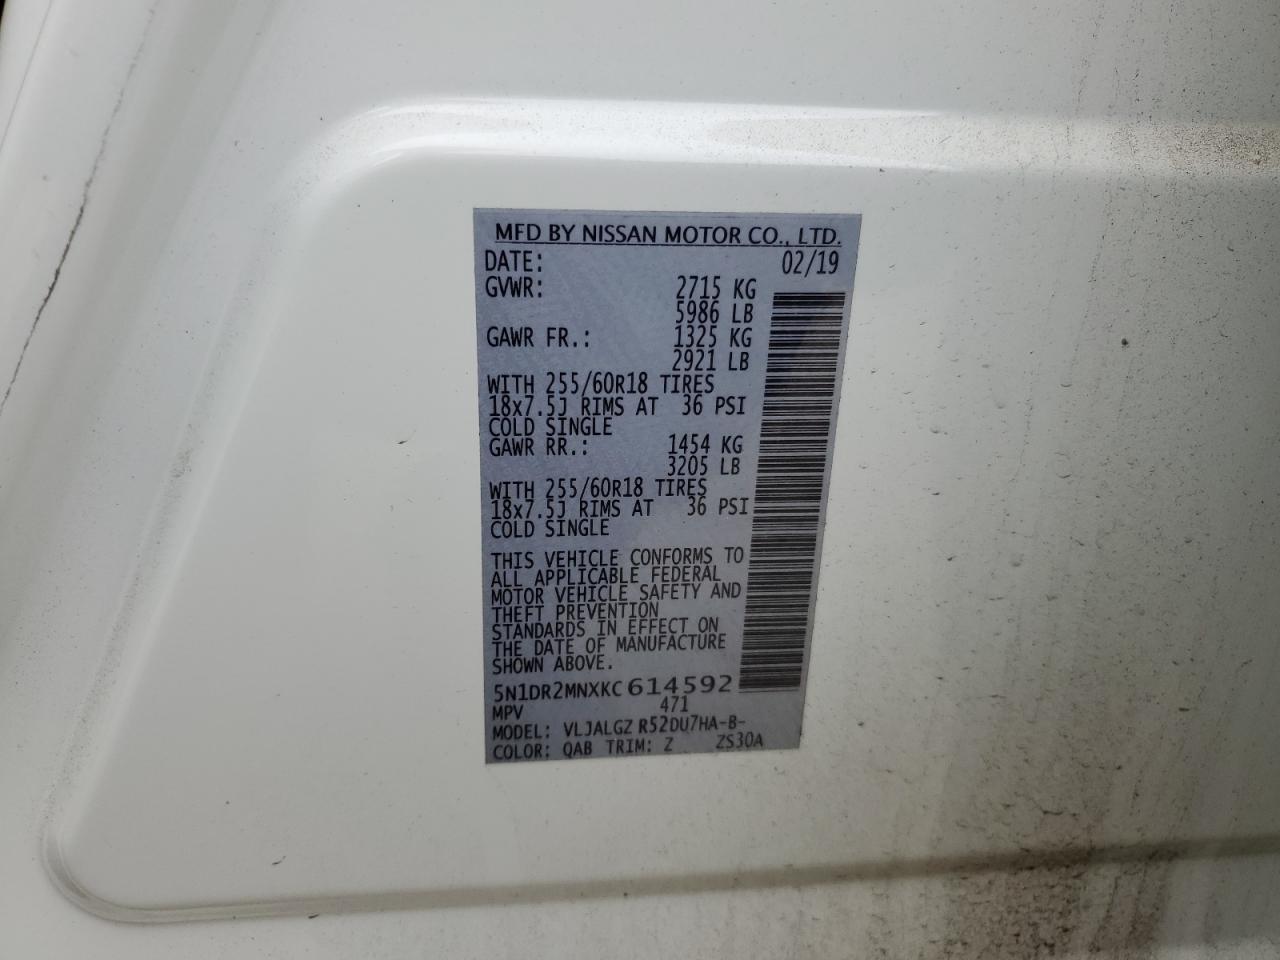 MFD BY NISSAN MOTOR CO., LTD.
DATE: 02/19
GVWR: 2715 KG
5986 LB
GAWR FR.: 1325 KG
2921 LB
WITH 255/60R18 TIRES
18x7.5J RIMS AT 36 PSI
COLD SINGLE
GAWR RR.: 1454 KG
3205 LB
WITH 255/60R18 TIRES
18x7.5J RIMS AT 36 PSI
COLD SINGLE
THIS VEHICLE CONFORMS TO
ALL APPLICABLE FEDERAL
MOTOR VEHICLE SAFETY AND
THEFT PREVENTION
STANDARDS IN EFFECT ON
THE DATE OF MANUFACTURE
SHOWN ABOVE.
5N1DR2MNXKC614592
MPV 471
MODEL: VLJALGZ R52DU7HA-B-
COLOR: QAB TRIM: Z ZS30A